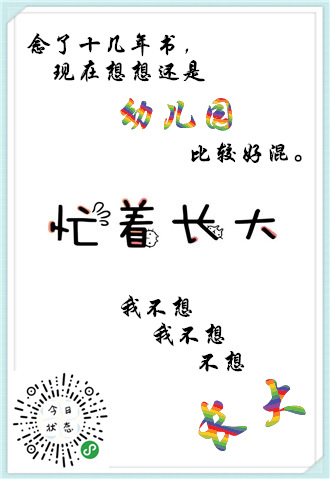 念了十几年书，
现在想想还是
幼儿园
比较好混。
忙着长大
我不想
我不想
不想
长大
今日
状态